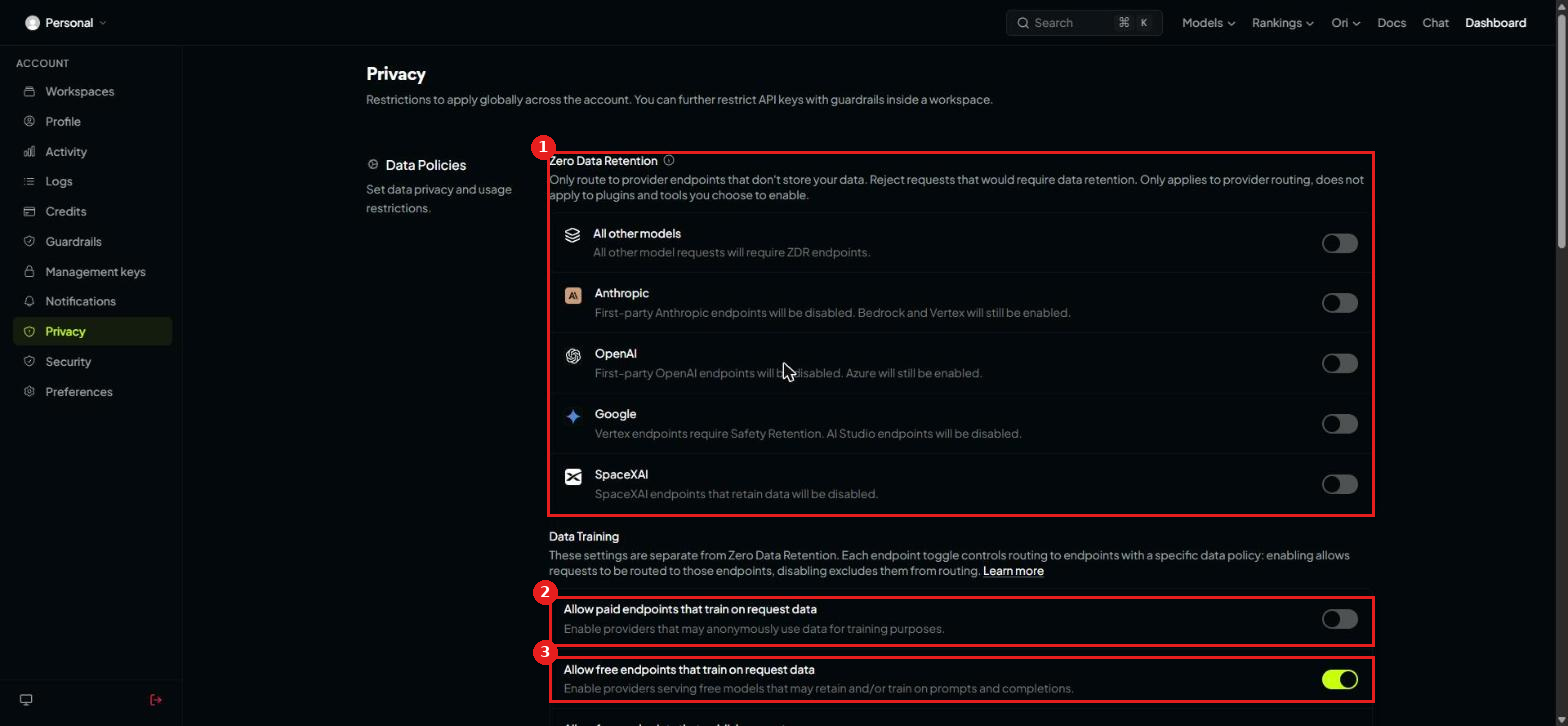 Personal
Search ⌘ K
Models
Rankings
Ori
Docs
Chat
Dashboard
ACCOUNT
Workspaces
Profile
Activity
Logs
Credits
Guardrails
Management keys
Notifications
Privacy
Security
Preferences
Privacy
Restrictions to apply globally across the account. You can further restrict API keys with guardrails inside a workspace.
Data Policies
Set data privacy and usage
restrictions.
1
Zero Data Retention
Only route to provider endpoints that don't store your data. Reject requests that would require data retention. Only applies to provider routing, does not
apply to plugins and tools you choose to enable.
All other models
All other model requests will require ZDR endpoints.
Anthropic
First-party Anthropic endpoints will be disabled. Bedrock and Vertex will still be enabled.
OpenAI
First-party OpenAI endpoints will be disabled. Azure will still be enabled.
Google
Vertex endpoints require Safety Retention. AI Studio endpoints will be disabled.
SpaceXAI
SpaceXAI endpoints that retain data will be disabled.
Data Training
These settings are separate from Zero Data Retention. Each endpoint toggle controls routing to endpoints with a specific data policy: enabling allows
requests to be routed to those endpoints, disabling excludes them from routing. Learn more
2
Allow paid endpoints that train on request data
Enable providers that may anonymously use data for training purposes.
3
Allow free endpoints that train on request data
Enable providers serving free models that may retain and/or train on prompts and completions.